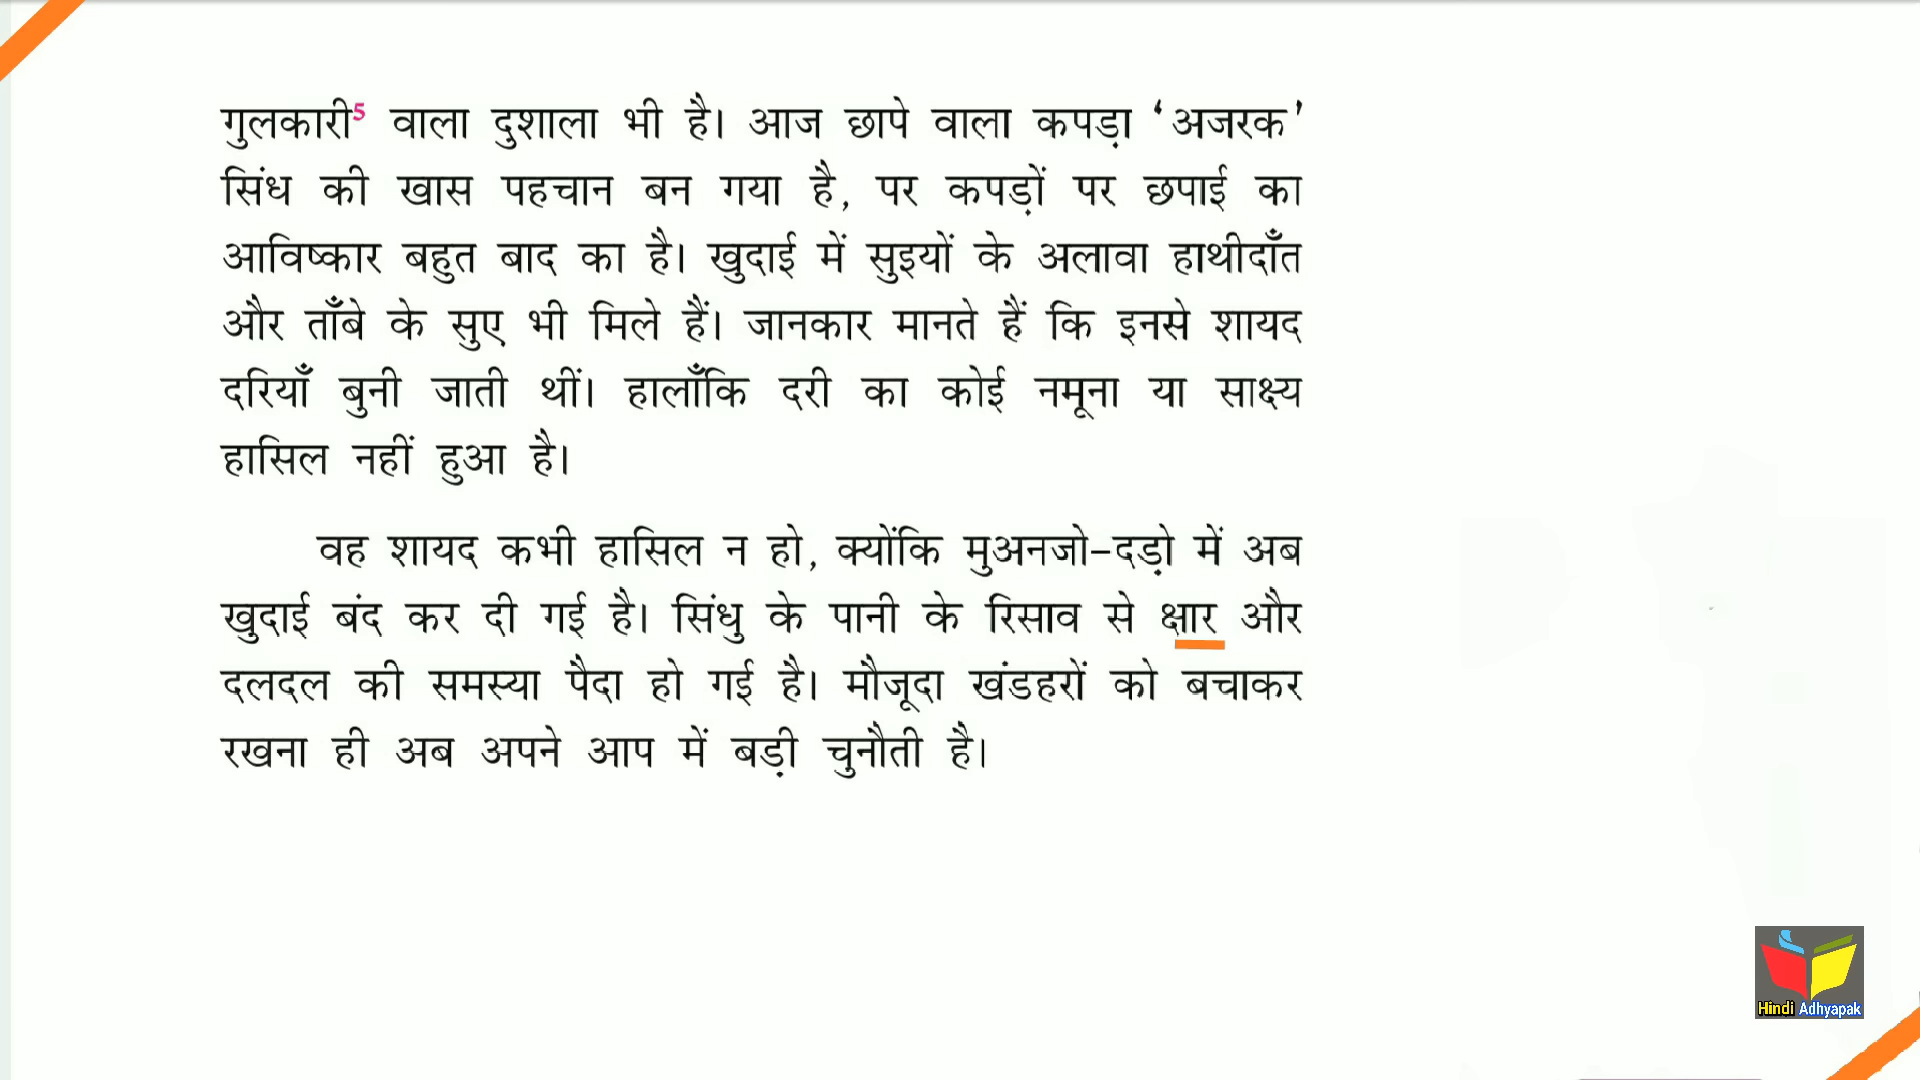 गुलकारी5 वाला दुशाला भी है। आज छापे वाला कपड़ा ‘अजरक’
सिंध की खास पहचान बन गया है, पर कपड़ों पर छपाई का
आविष्कार बहुत बाद का है। खुदाई में सुइयों के अलावा हाथीदाँत
और ताँबे के सुए भी मिले हैं। जानकार मानते हैं कि इनसे शायद
दरियाँ बुनी जाती थीं। हालाँकि दरी का कोई नमूना या साक्ष्य
हासिल नहीं हुआ है।
वह शायद कभी हासिल न हो, क्योंकि मुअनजो-दड़ो में अब
खुदाई बंद कर दी गई है। सिंधु के पानी के रिसाव से क्षार और
दलदल की समस्या पैदा हो गई है। मौजूदा खंडहरों को बचाकर
रखना ही अब अपने आप में बड़ी चुनौती है।
Hindi Adhyapak